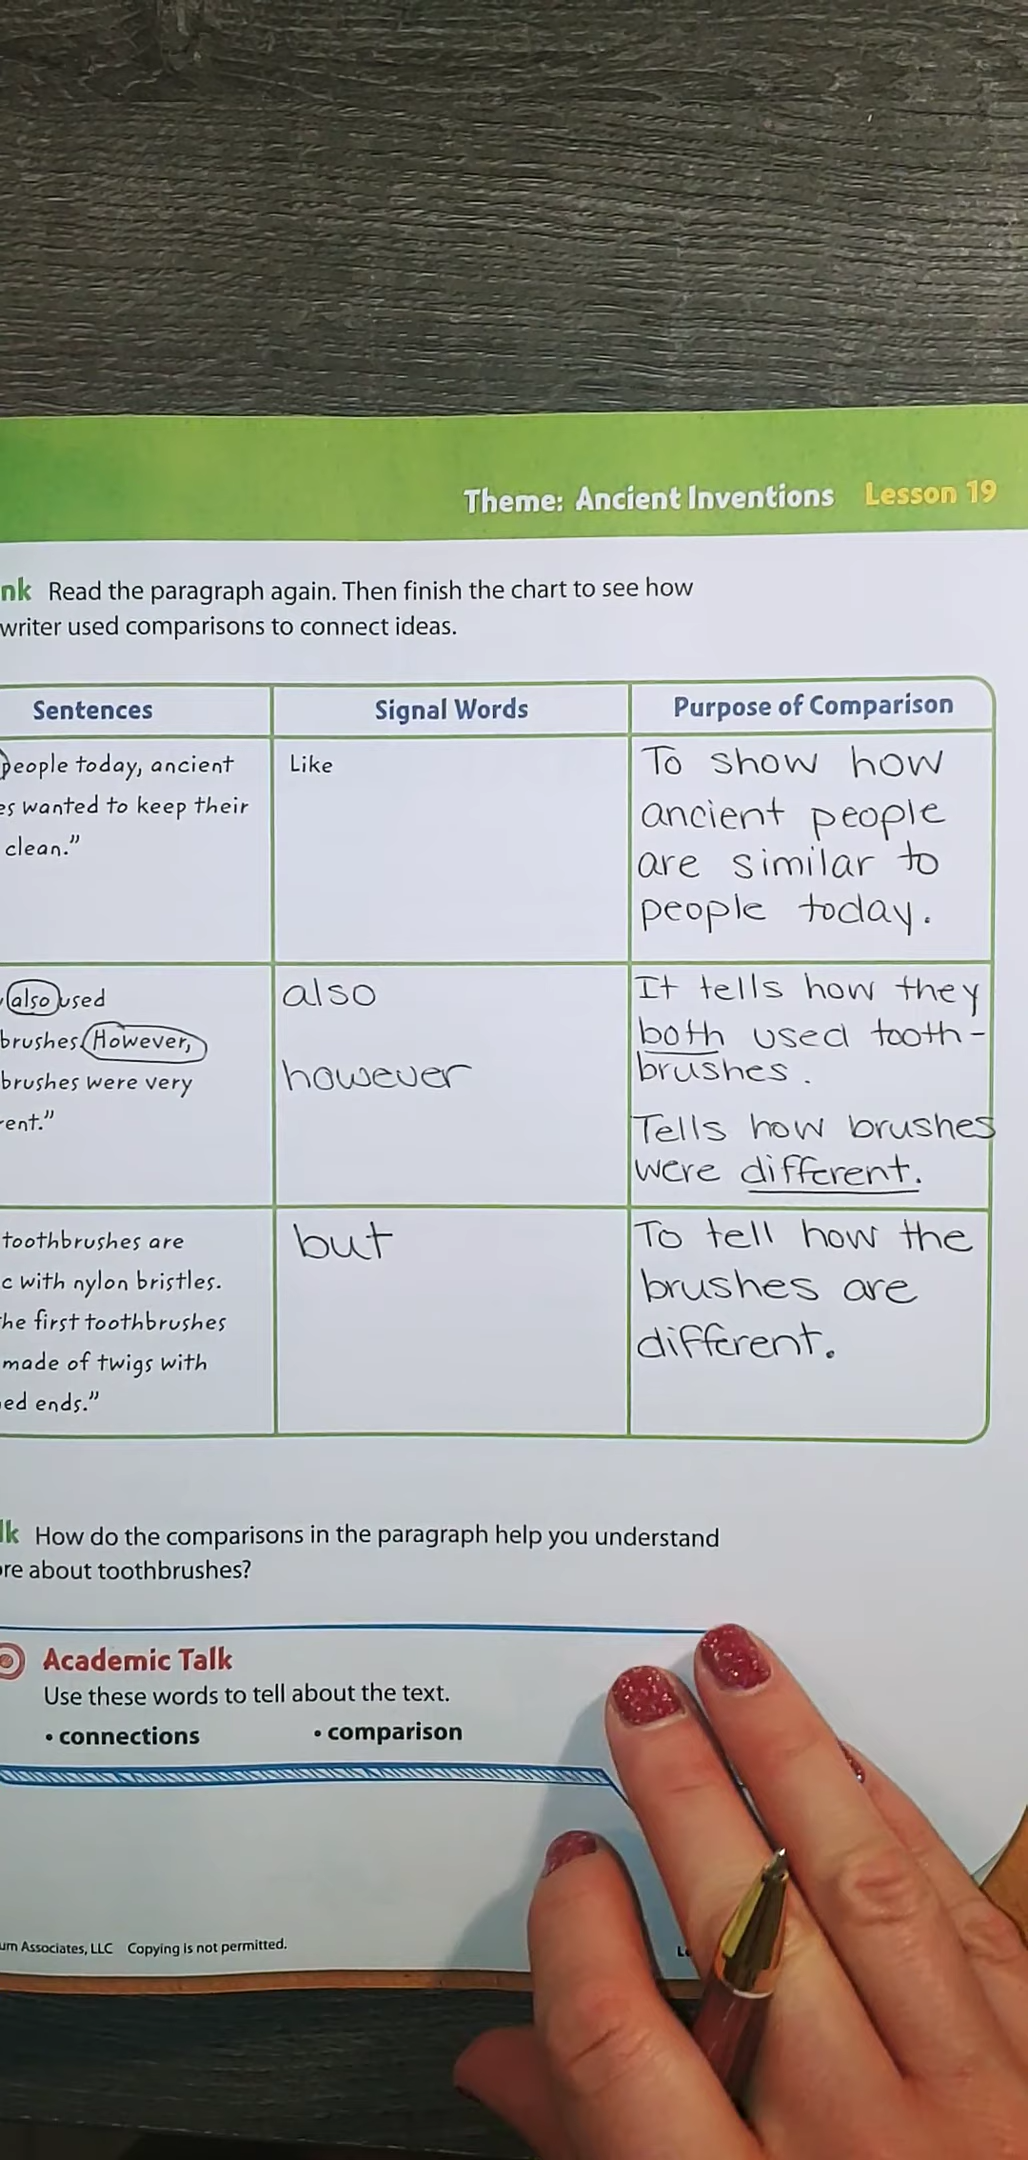 Theme: Ancient Inventions Lesson 19
nk Read the paragraph again. Then finish the chart to see how
writer used comparisons to connect ideas.
Sentences Signal Words Purpose of Comparison
people today, ancient
es wanted to keep their
clean.”
Like
To show how
ancient people
are similar to
people today.
also used
brushes. However,
brushes were very
rent.”
also
however
It tells how they
both used tooth-
brushes.
Tells how brushes
were different.
toothbrushes are
c with nylon bristles.
he first toothbrushes
made of twigs with
ed ends.”
but
To tell how the
brushes are
different.
lk How do the comparisons in the paragraph help you understand
ore about toothbrushes?
Academic Talk
Use these words to tell about the text.
• connections • comparison
um Associates, LLC Copying is not permitted.